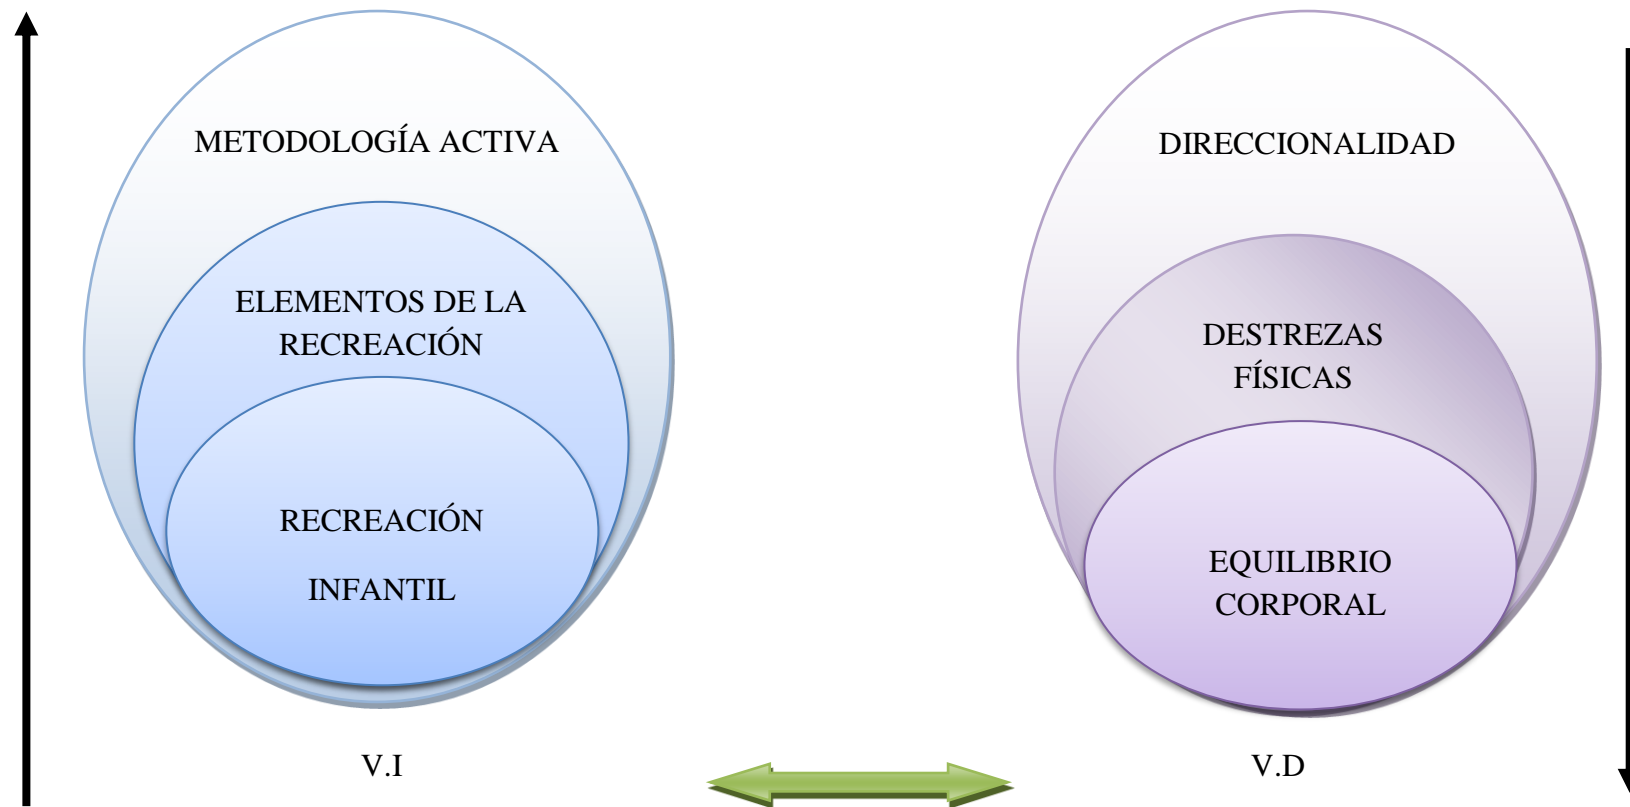 METODOLOGÍA ACTIVA
ELEMENTOS DE LA
RECREACIÓN
RECREACIÓN
INFANTIL
V.I
DIRECCIONALIDAD
DESTREZAS
FÍSICAS
EQUILIBRIO
CORPORAL
V.D